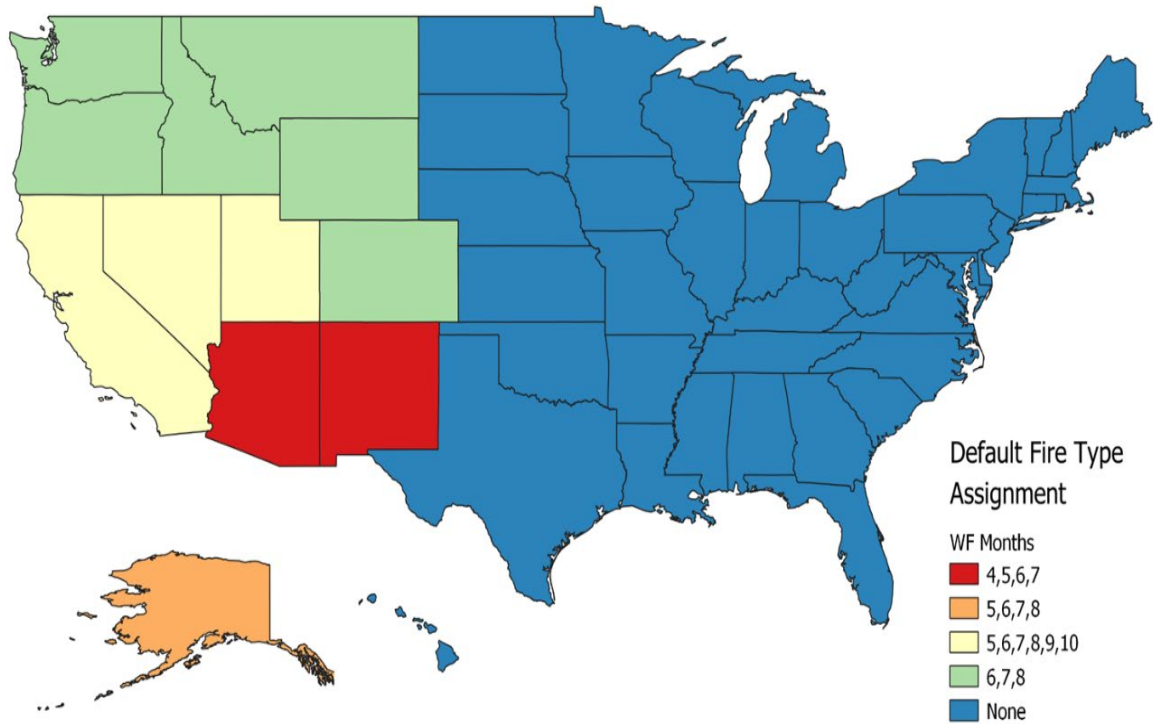 Default Fire Type
Assignment
WF Months
4,5,6,7
5,6,7,8
5,6,7,8,9,10
6,7,8
None